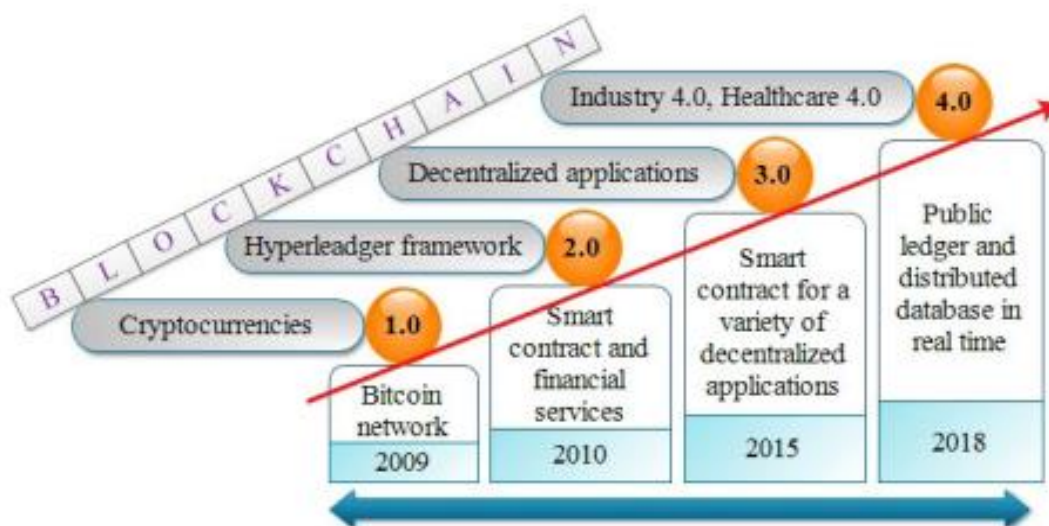 BLOCKCHAIN
Industry 4.0, Healthcare 4.0
4.0
Decentralized applications
3.0
Hyperleadger framework
2.0
Cryptocurrencies
1.0
Bitcoin
network
2009
Smart
contract and
financial
services
2010
Smart
contract for a
variety of
decentralized
applications
2015
Public
ledger and
distributed
database in
real time
2018